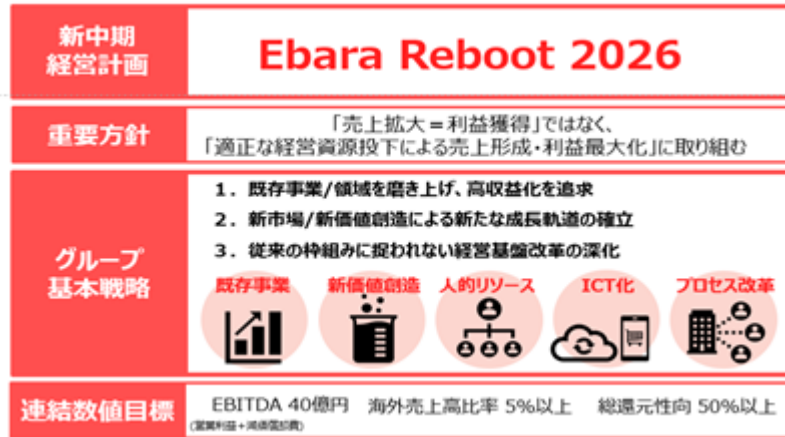 新中期
経営計画
Ebara Reboot 2026
重要方針
「売上拡大＝利益獲得」ではなく、
「適正な経営資源投下による売上形成・利益最大化」に取り組む
グループ
基本戦略
1．既存事業/領域を磨き上げ、高収益化を追求
2．新市場/新価値創造による新たな成長軌道の確立
3．従来の枠組みに捉われない経営基盤改革の深化
既存事業 新価値創造 人的リソース ICT化 プロセス改革
連結数値目標
EBITDA 40億円 海外売上高比率 5%以上 総還元性向 50%以上
(営業利益＋減価償却費)